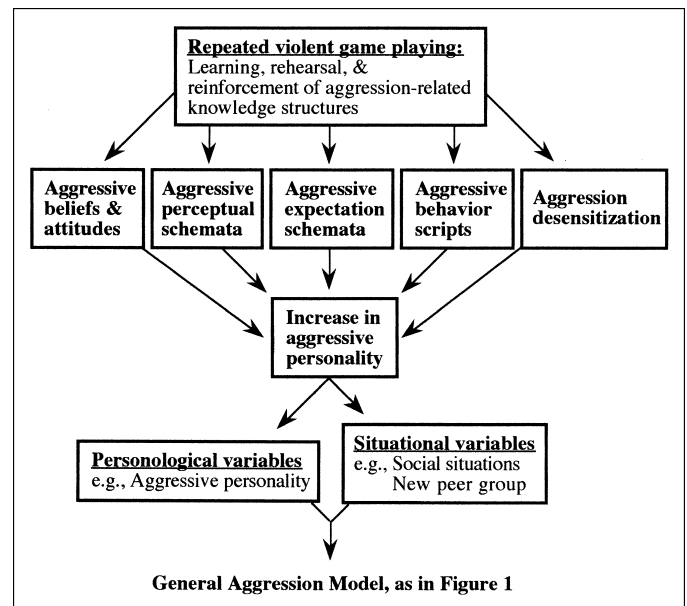 Repeated violent game playing:
Learning, rehearsal, &
reinforcement of aggression-related
knowledge structures
Aggressive
beliefs &
attitudes
Aggressive
perceptual
schemata
Aggressive
expectation
schemata
Aggressive
behavior
scripts
Aggression
desensitization
Increase in
aggressive
personality
Personological variables
e.g., Aggressive personality
Situational variables
e.g., Social situations
New peer group
General Aggression Model, as in Figure 1